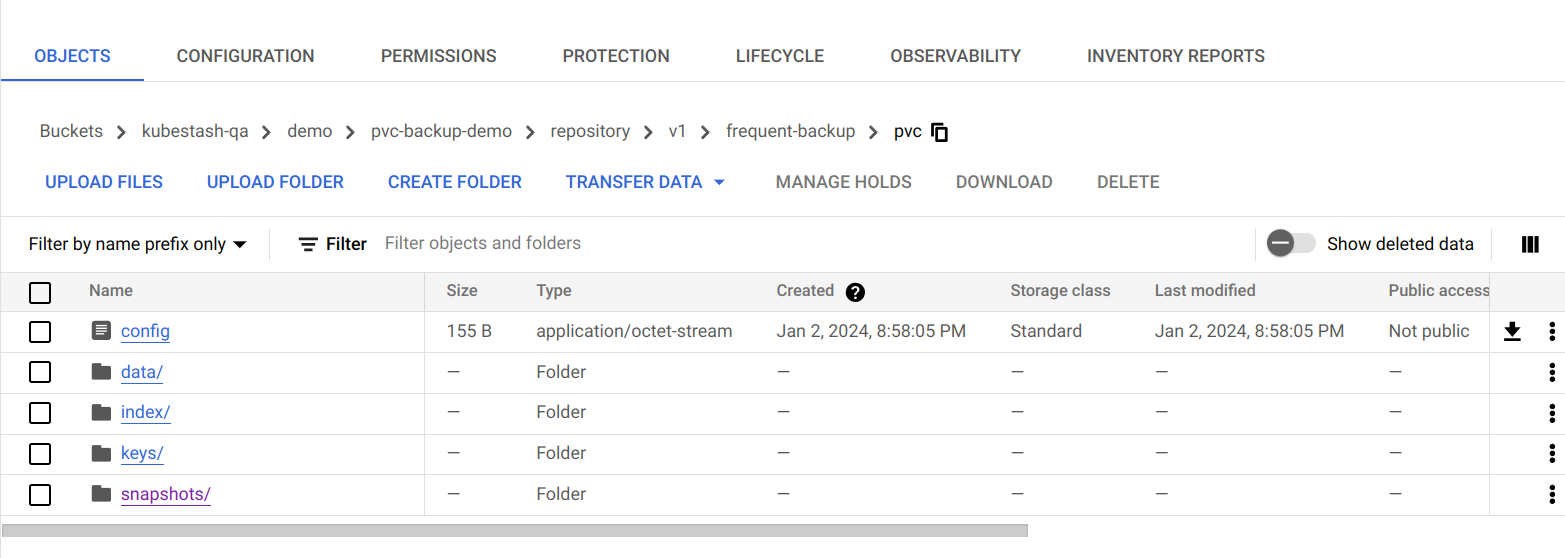 OBJECTS CONFIGURATION PERMISSIONS PROTECTION LIFECYCLE OBSERVABILITY INVENTORY REPORTS
Buckets > kubestash-qa > demo > pvc-backup-demo > repository > v1 > frequent-backup > pvc
UPLOAD FILES UPLOAD FOLDER CREATE FOLDER TRANSFER DATA MANAGE HOLDS DOWNLOAD DELETE
Filter by name prefix only Filter Filter objects and folders Show deleted data
Name Size Type Created ? Storage class Last modified Public access
config 155 B application/octet-stream Jan 2, 2024, 8:58:05 PM Standard Jan 2, 2024, 8:58:05 PM Not public
data/ — Folder — — — —
index/ — Folder — — — —
keys/ — Folder — — — —
snapshots/ — Folder — — — —